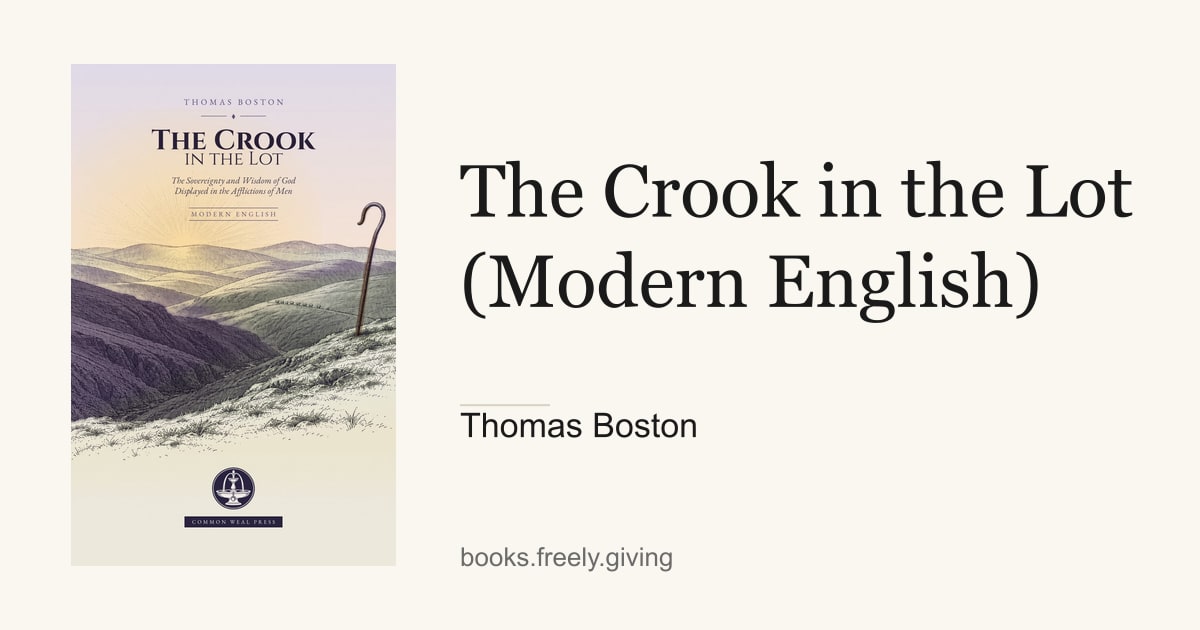 THOMAS BOSTON
THE CROOK
IN THE LOT
The Sovereignty and Wisdom of God
Displayed in the Afflictions of Men
MODERN ENGLISH
COMMON WEAL PRESS
The Crook in the Lot
(Modern English)
Thomas Boston
books.freely.giving